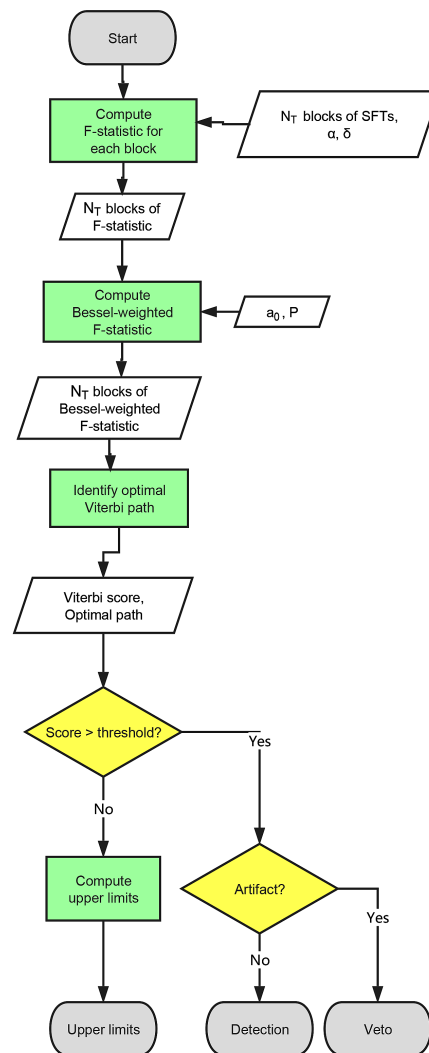 Start
Compute
F-statistic for
each block
N_T blocks of SFTs,
α, δ
N_T blocks of
F-statistic
Compute
Bessel-weighted
F-statistic
a_0, P
N_T blocks of
Bessel-weighted
F-statistic
Identify optimal
Viterbi path
Viterbi score,
Optimal path
Score > threshold?
Yes
No
Compute
upper limits
Artifact?
Yes
No
Upper limits
Detection
Veto